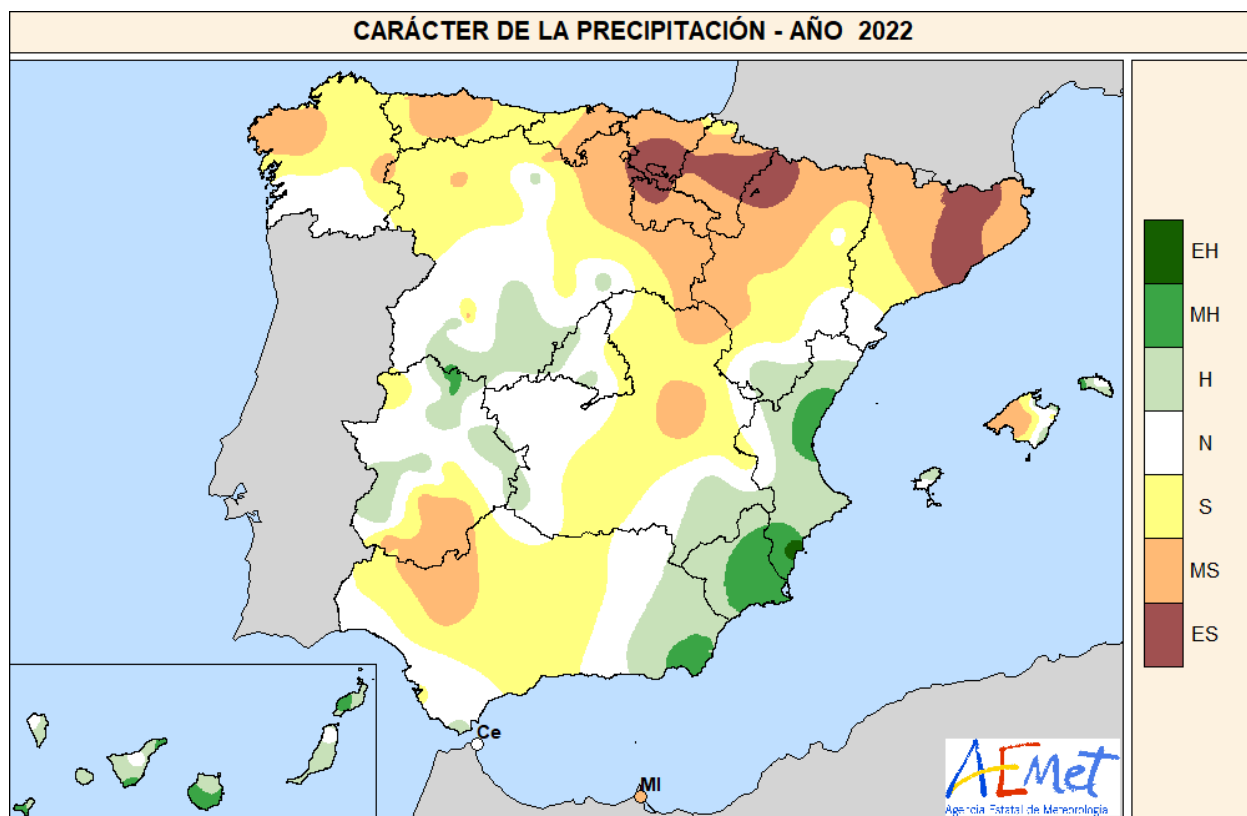 CARÁCTER DE LA PRECIPITACIÓN - AÑO 2022
EH
MH
H
N
S
MS
ES
Ce
Ml
AEMet
Agencia Estatal de Meteorología